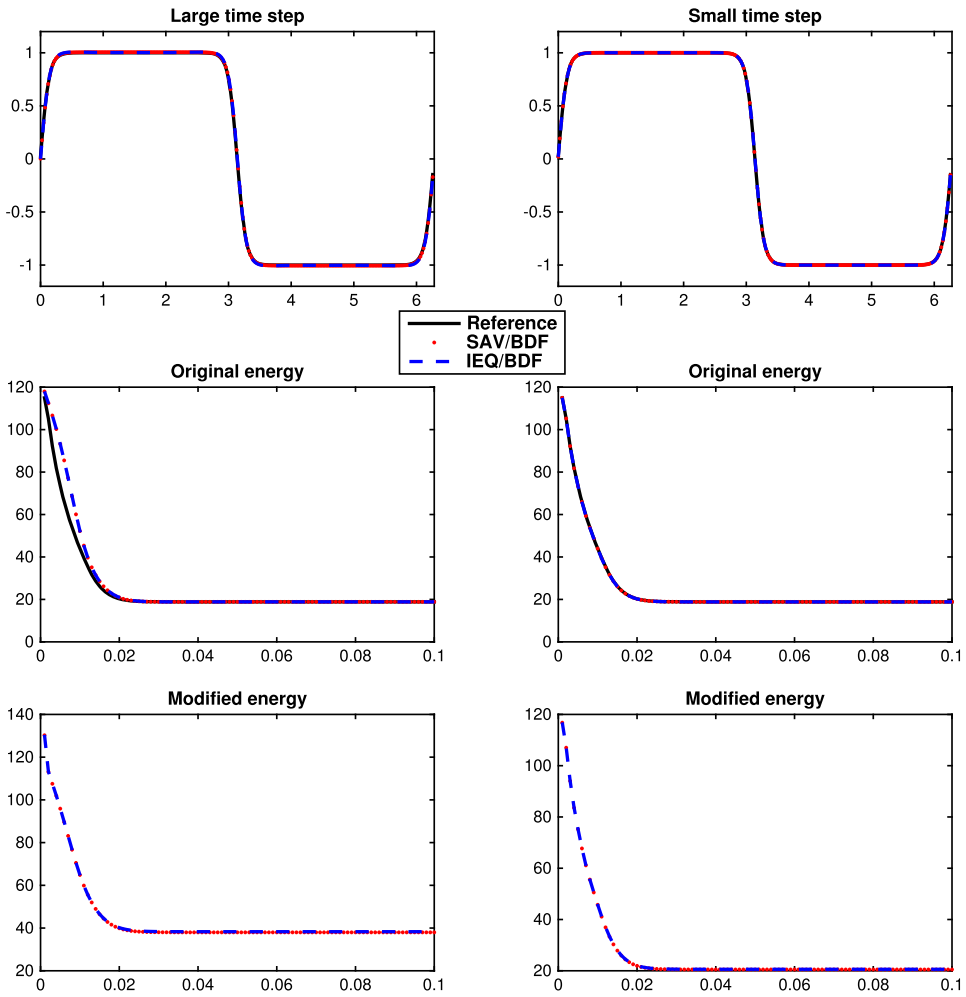 Large time step
1
0.5
0
-0.5
-1
0 1 2 3 4 5 6
Small time step
1
0.5
0
-0.5
-1
0 1 2 3 4 5 6
Reference
SAV/BDF
IEQ/BDF
Original energy
120
100
80
60
40
20
0
0 0.02 0.04 0.06 0.08 0.1
Original energy
120
100
80
60
40
20
0
0 0.02 0.04 0.06 0.08 0.1
Modified energy
140
120
100
80
60
40
20
0 0.02 0.04 0.06 0.08 0.1
Modified energy
120
100
80
60
40
20
0 0.02 0.04 0.06 0.08 0.1